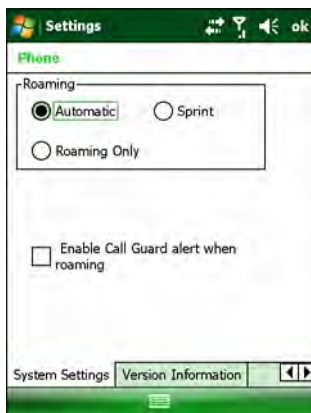 Settings
ok
Phone
Roaming
Automatic
Sprint
Roaming Only
Enable Call Guard alert when
roaming
System Settings
Version Information